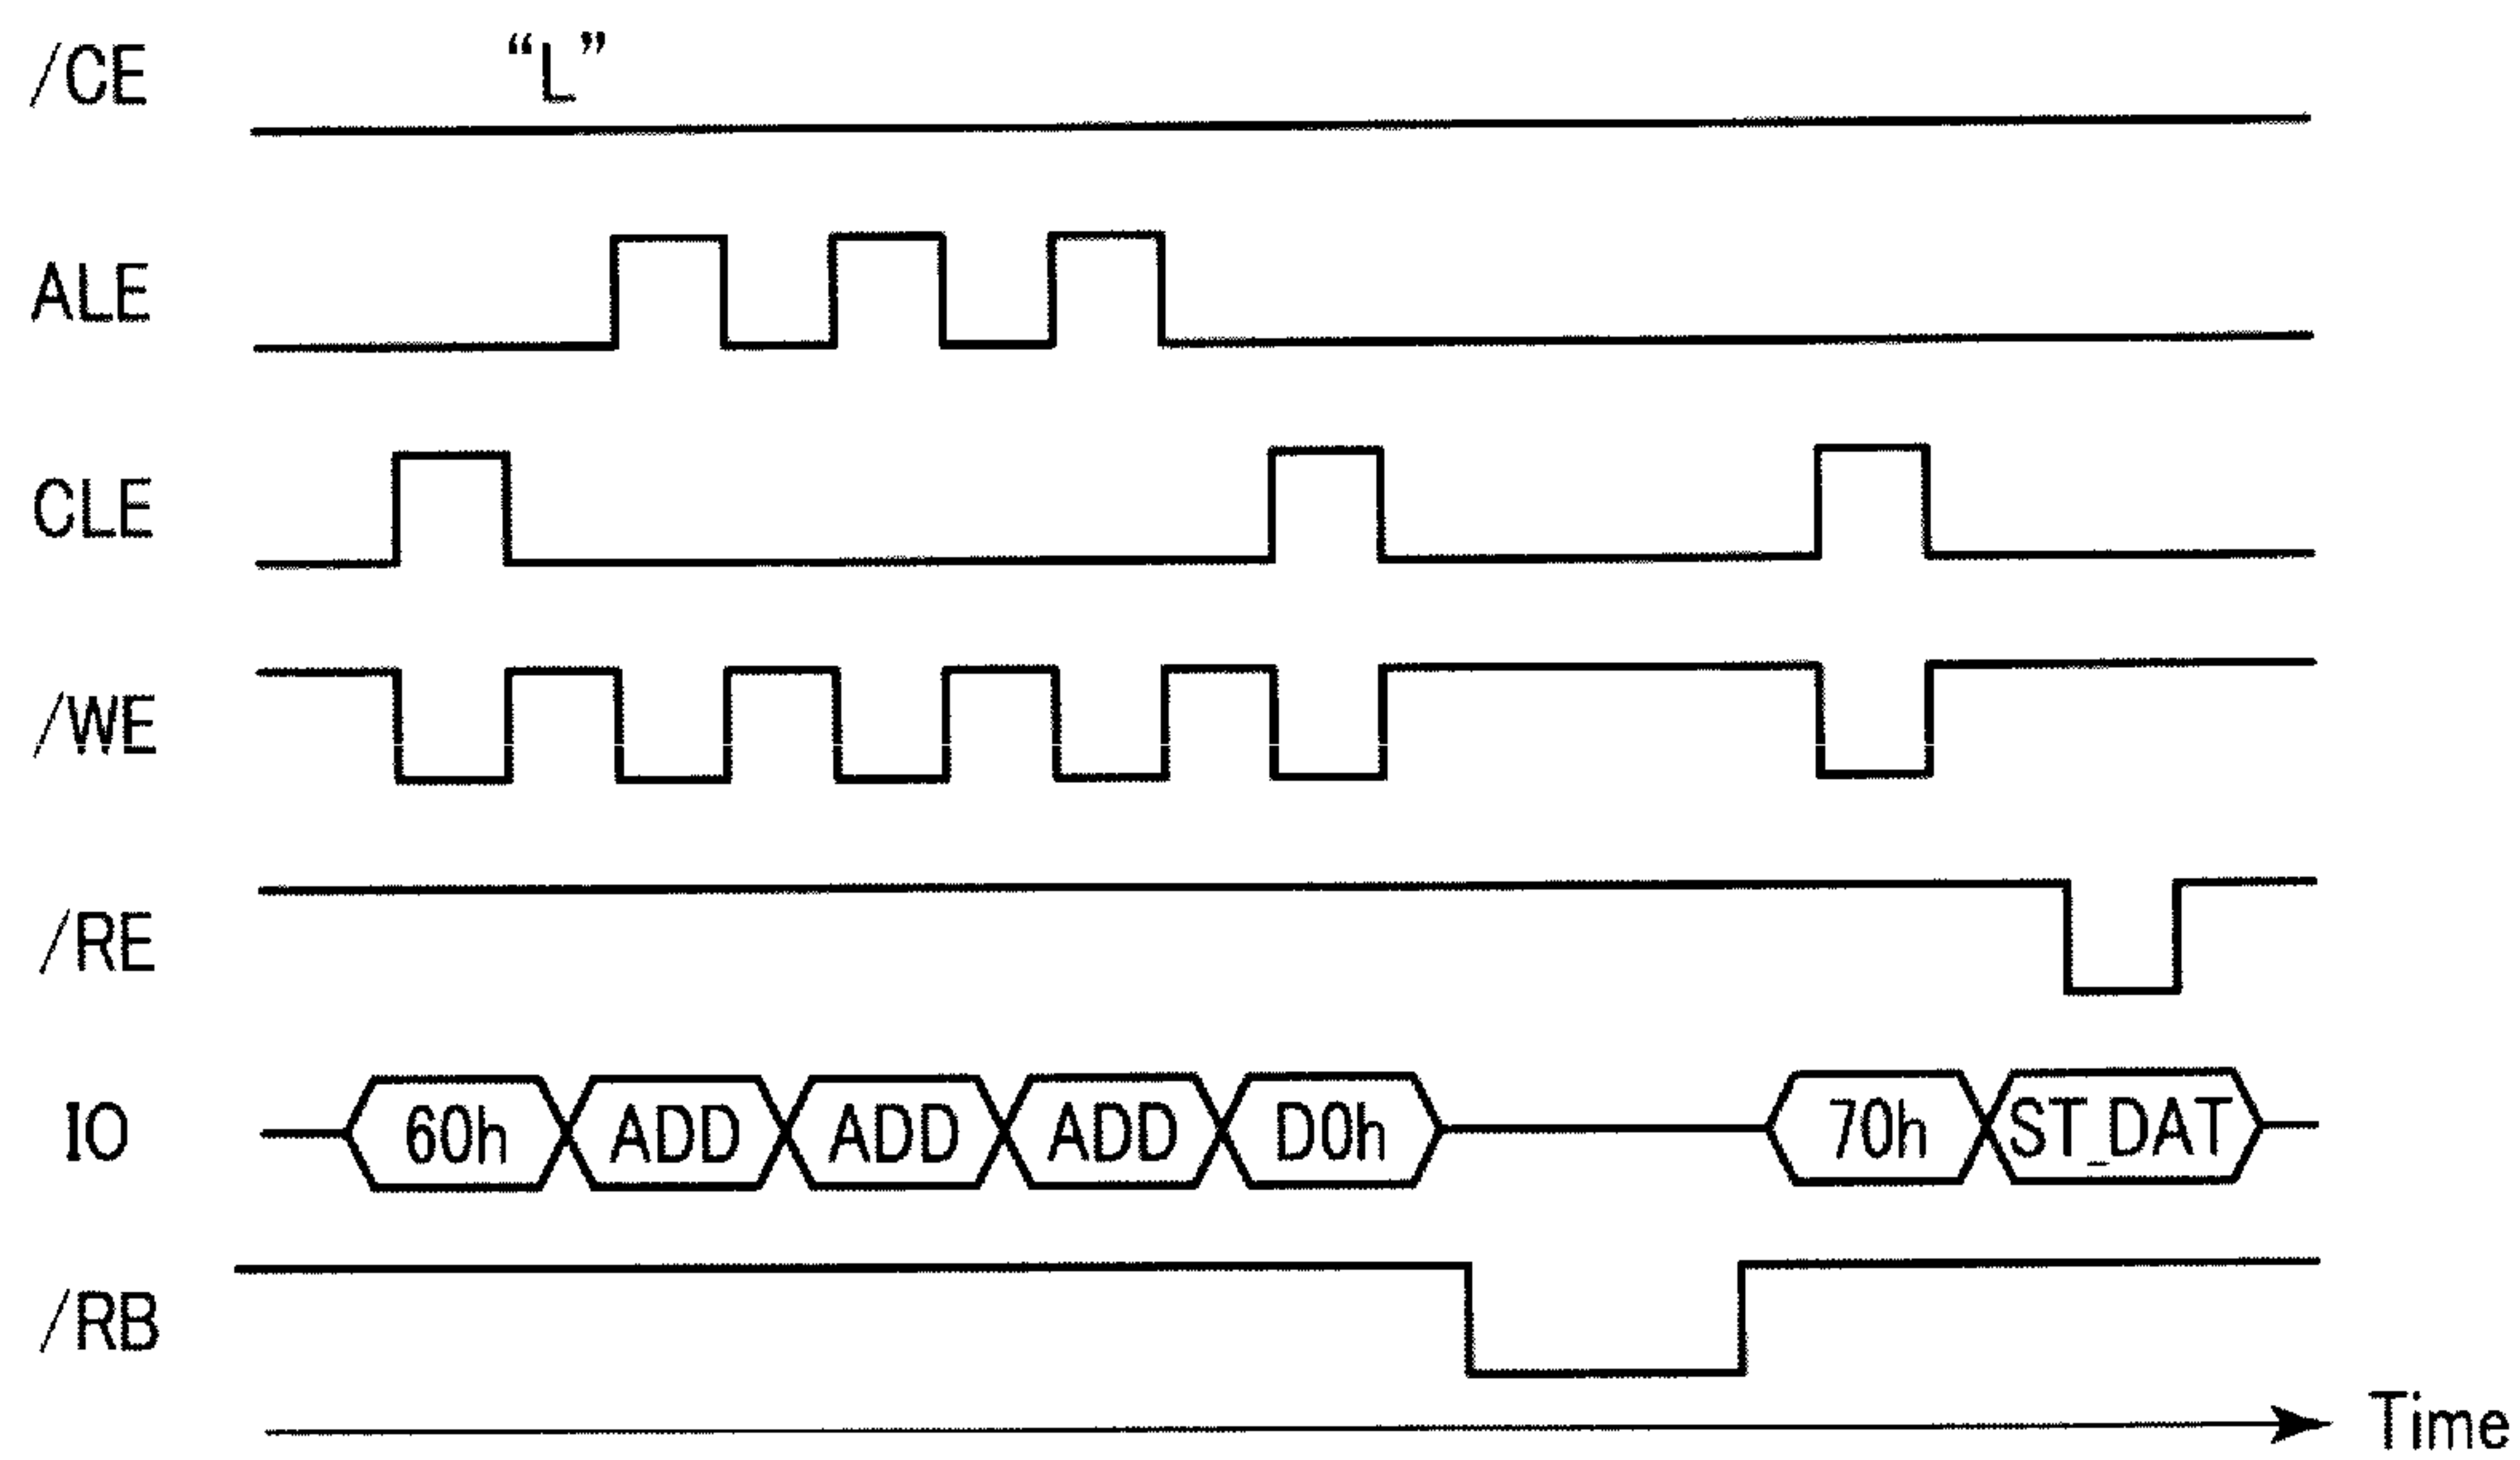 /CE “L”
ALE
CLE
/WE
/RE
IO 60h ADD ADD ADD D0h 70h ST_DAT
/RB
Time